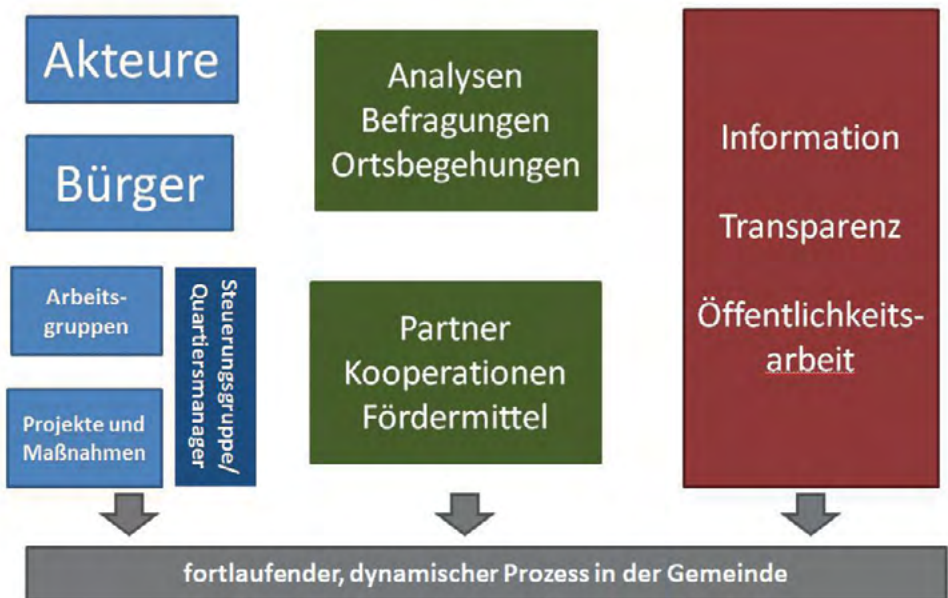 Akteure
Bürger
Arbeits-
gruppen
Projekte und
Maßnahmen
Steuerungsgruppe/
Quartiersmanager
Analysen
Befragungen
Ortsbegehungen
Partner
Kooperationen
Fördermittel
Information
Transparenz
Öffentlichkeits-
arbeit
fortlaufender, dynamischer Prozess in der Gemeinde